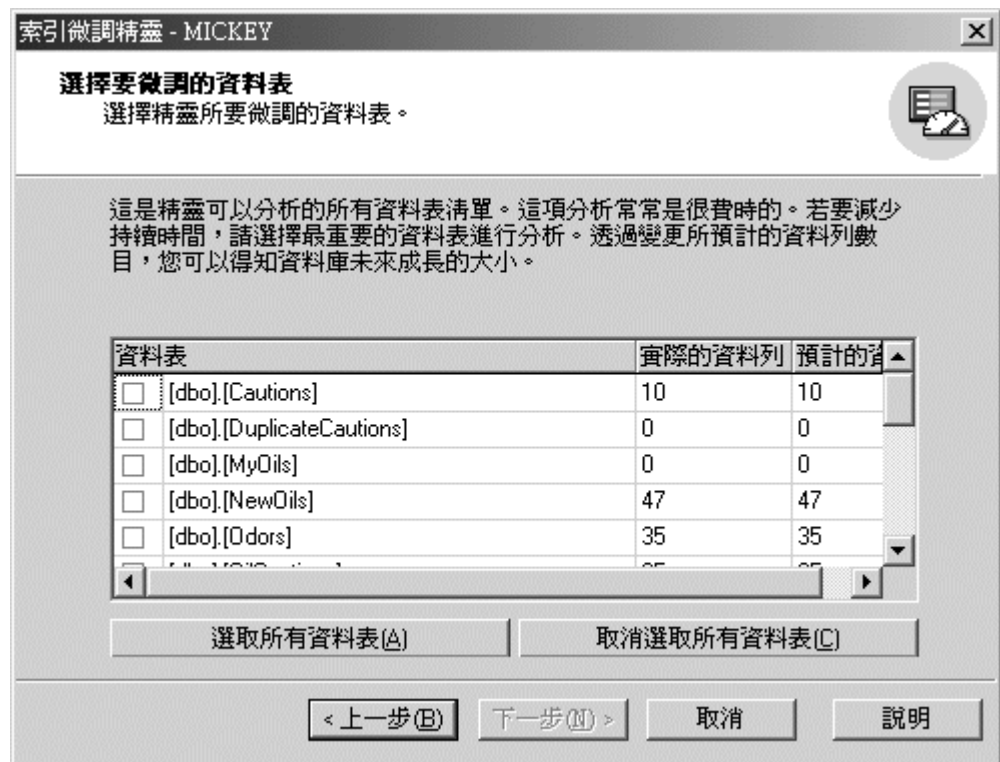 索引微調精靈 - MICKEY
選擇要微調的資料表
選擇精靈所要微調的資料表。
這是精靈可以分析的所有資料表清單。這項分析常常是很費時的。若要減少
持續時間，請選擇最重要的資料表進行分析。透過變更所預計的資料列數
目，您可以得知資料庫未來成長的大小。
資料表 實際的資料列 預計的資
[dbo].[Cautions] 10 10
[dbo].[DuplicateCautions] 0 0
[dbo].[MyOils] 0 0
[dbo].[NewOils] 47 47
[dbo].[Odors] 35 35
選取所有資料表(A) 取消選取所有資料表(C)
<上一步(B) 下一步(N)> 取消 說明